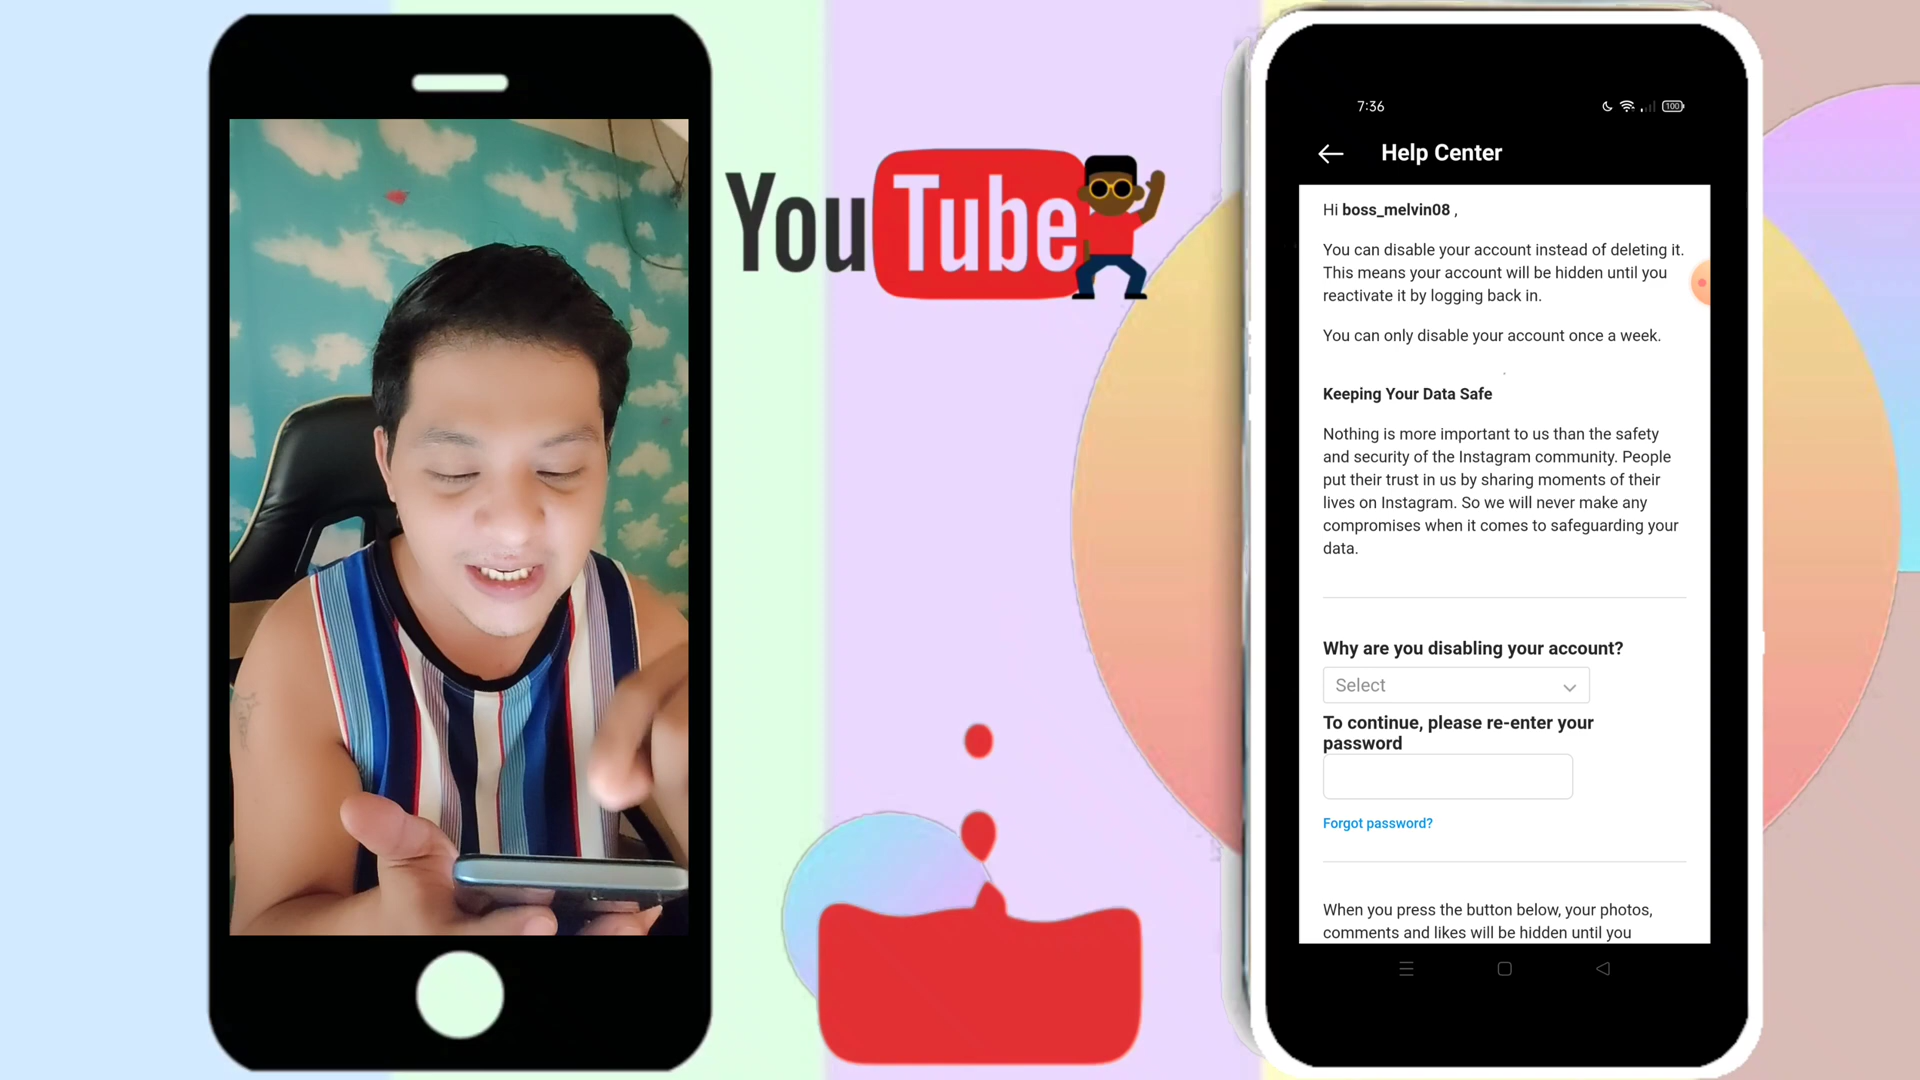 YouTube
7:36
100
Help Center
Hi boss_melvin08 ,
You can disable your account instead of deleting it.
This means your account will be hidden until you
reactivate it by logging back in.
You can only disable your account once a week.
Keeping Your Data Safe
Nothing is more important to us than the safety
and security of the Instagram community. People
put their trust in us by sharing moments of their
lives on Instagram. So we will never make any
compromises when it comes to safeguarding your
data.
Why are you disabling your account?
Select
To continue, please re-enter your
password
Forgot password?
When you press the button below, your photos,
comments and likes will be hidden until you